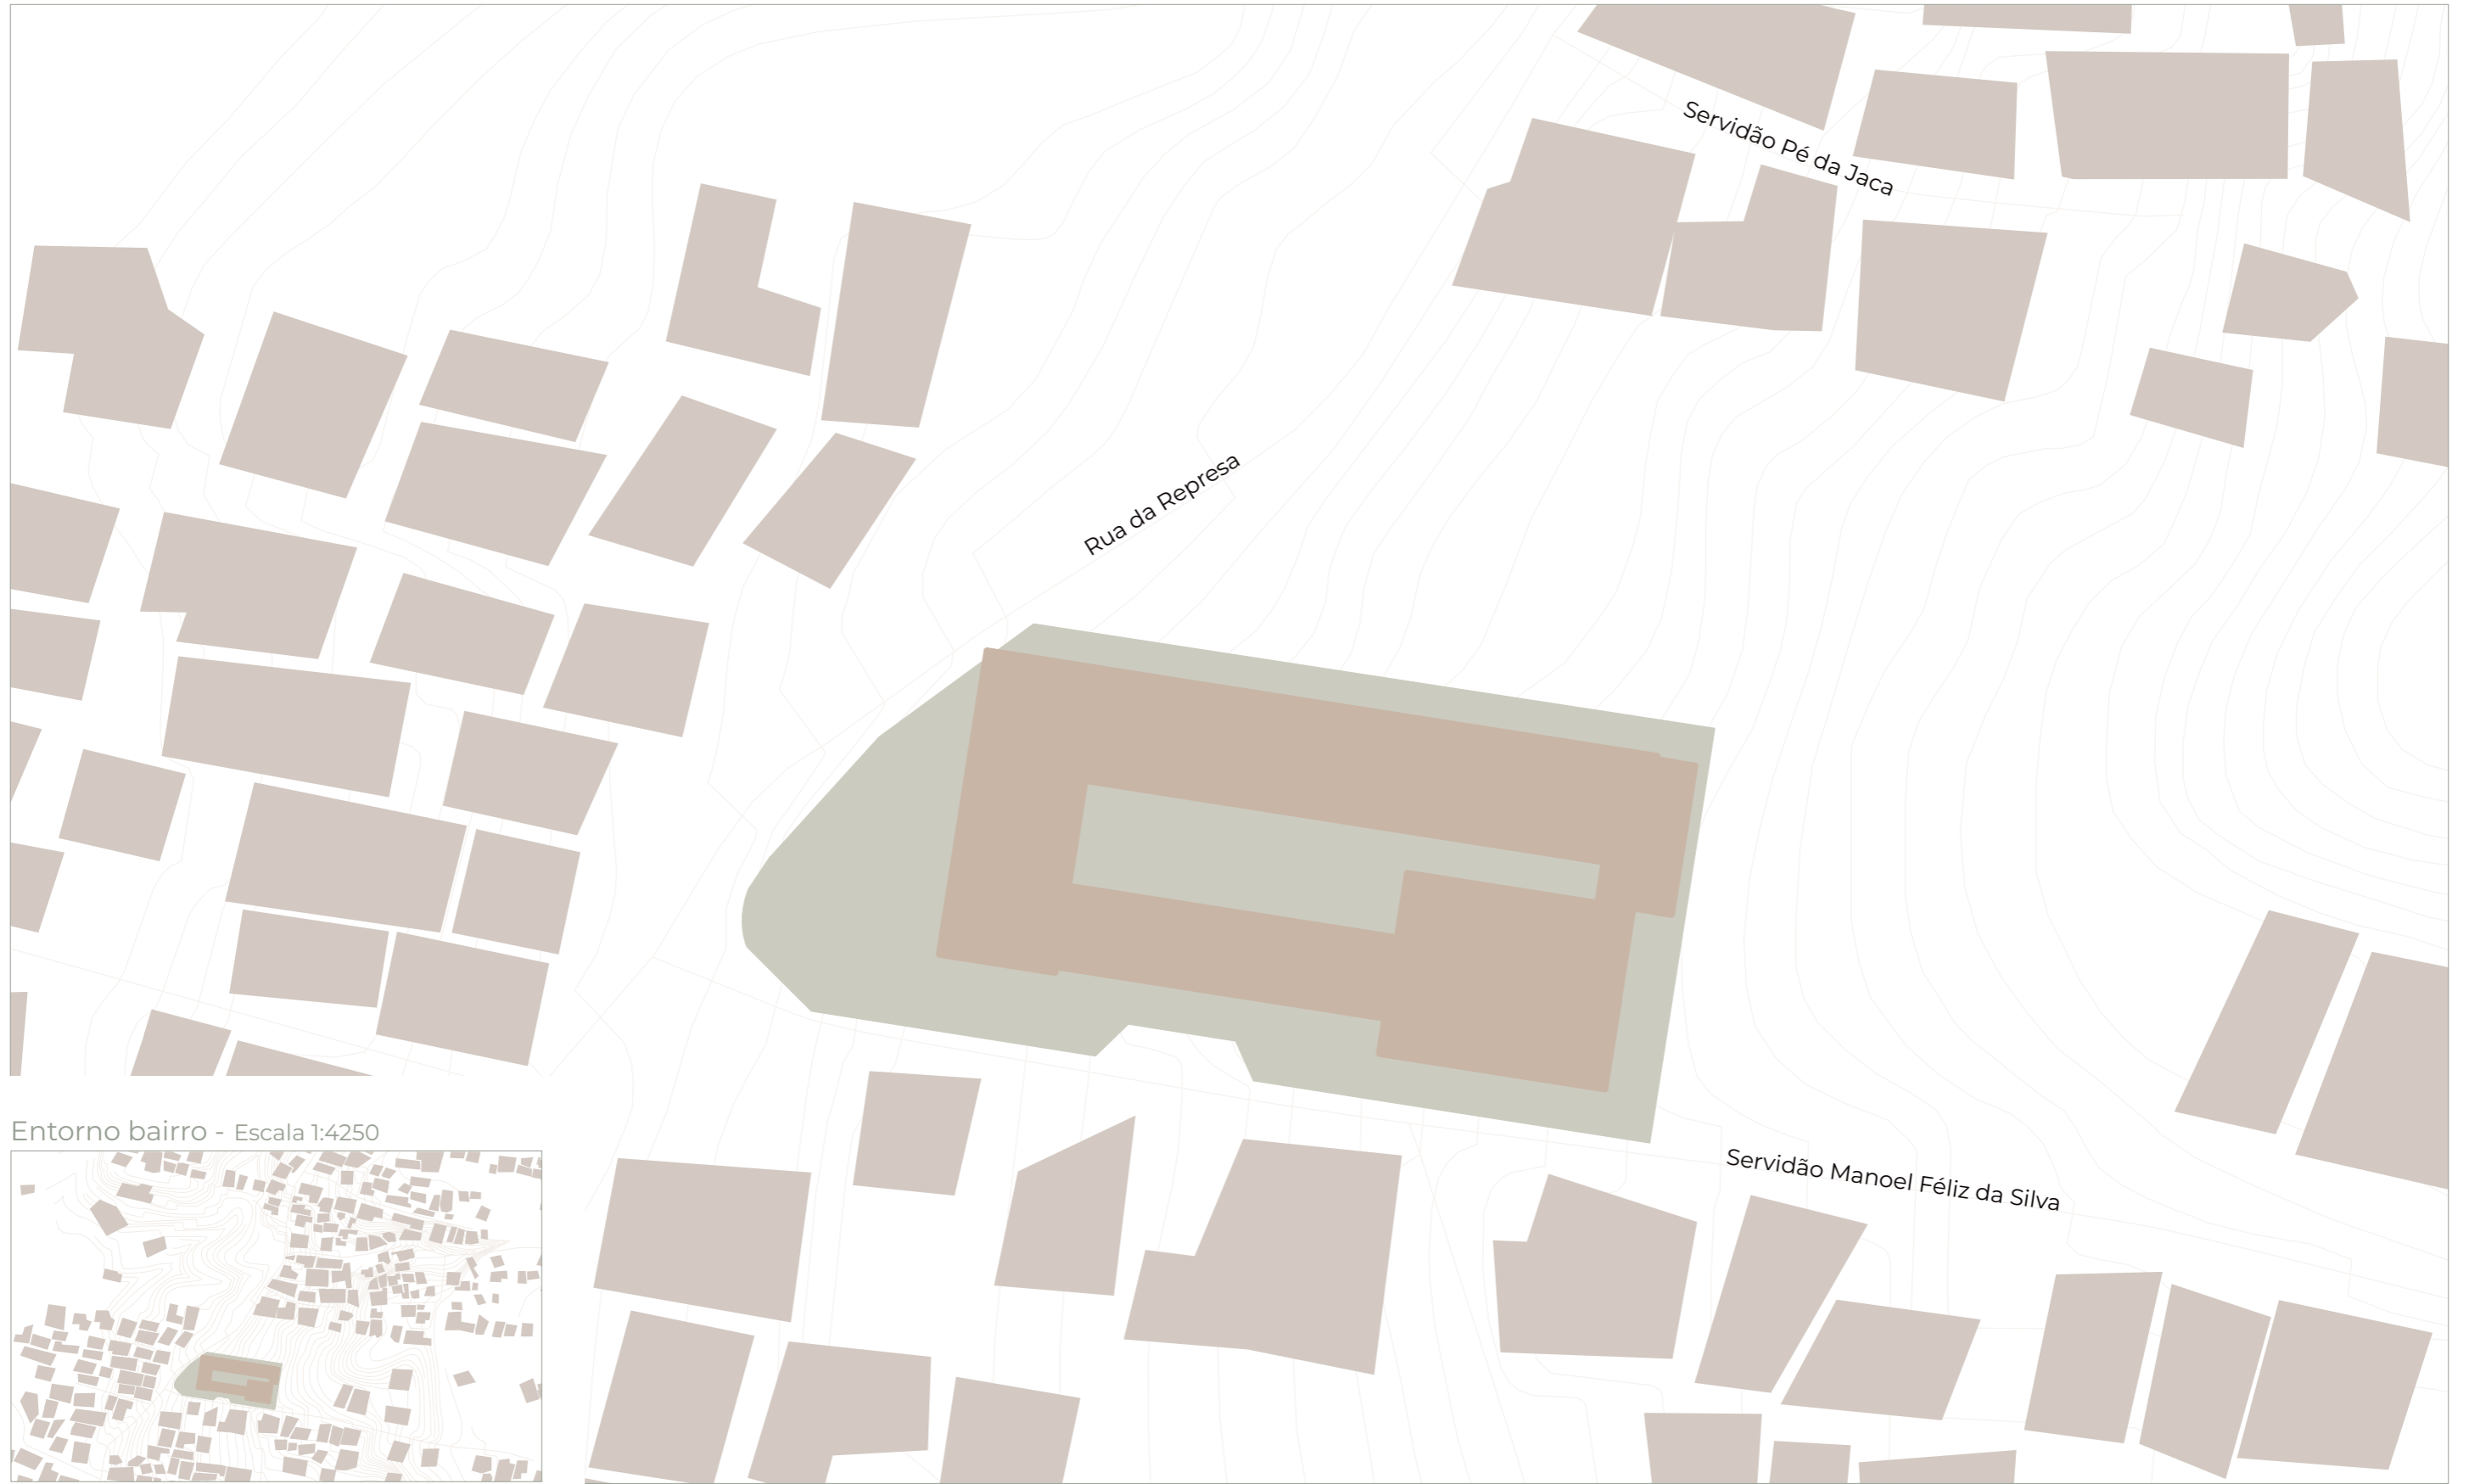 Servidão Pé da Jaca
Rua da Represa
Entorno bairro - Escala 1:4250
Servidão Manoel Féliz da Silva